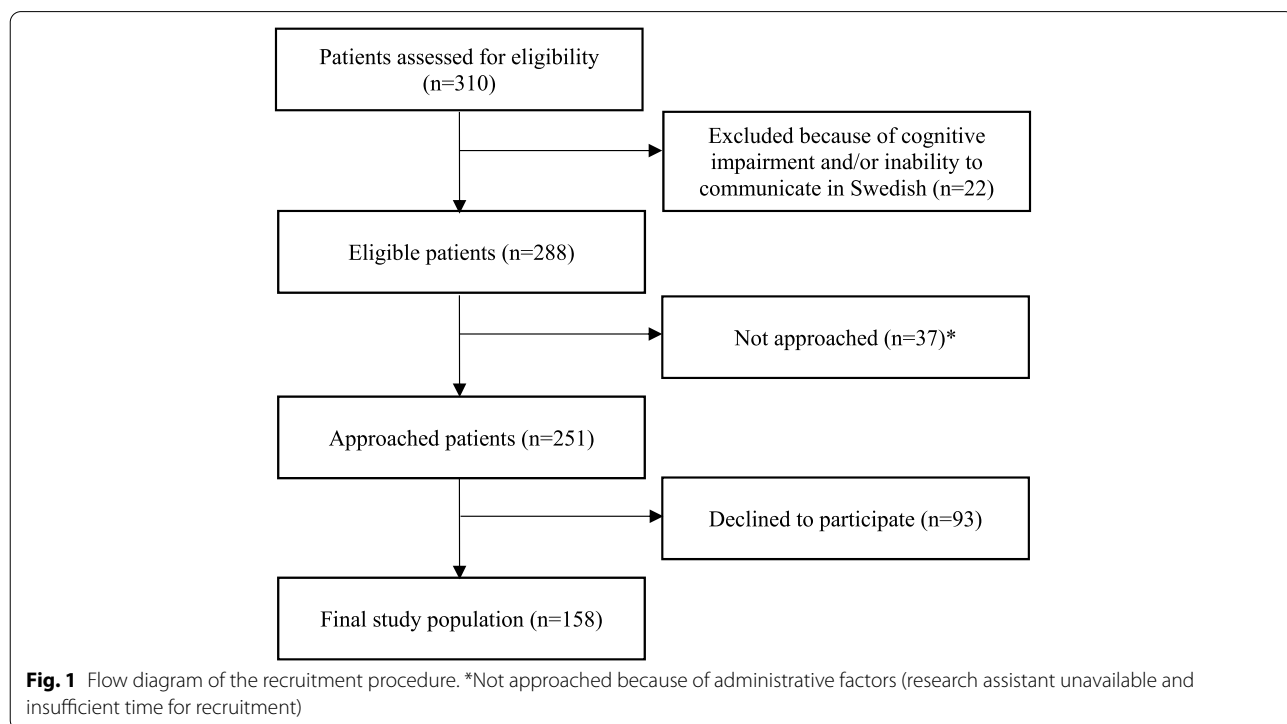 Patients assessed for eligibility
(n=310)
Excluded because of cognitive
impairment and/or inability to
communicate in Swedish (n=22)
Eligible patients (n=288)
Not approached (n=37)*
Approached patients (n=251)
Declined to participate (n=93)
Final study population (n=158)
Fig. 1 Flow diagram of the recruitment procedure. *Not approached because of administrative factors (research assistant unavailable and
insufficient time for recruitment)